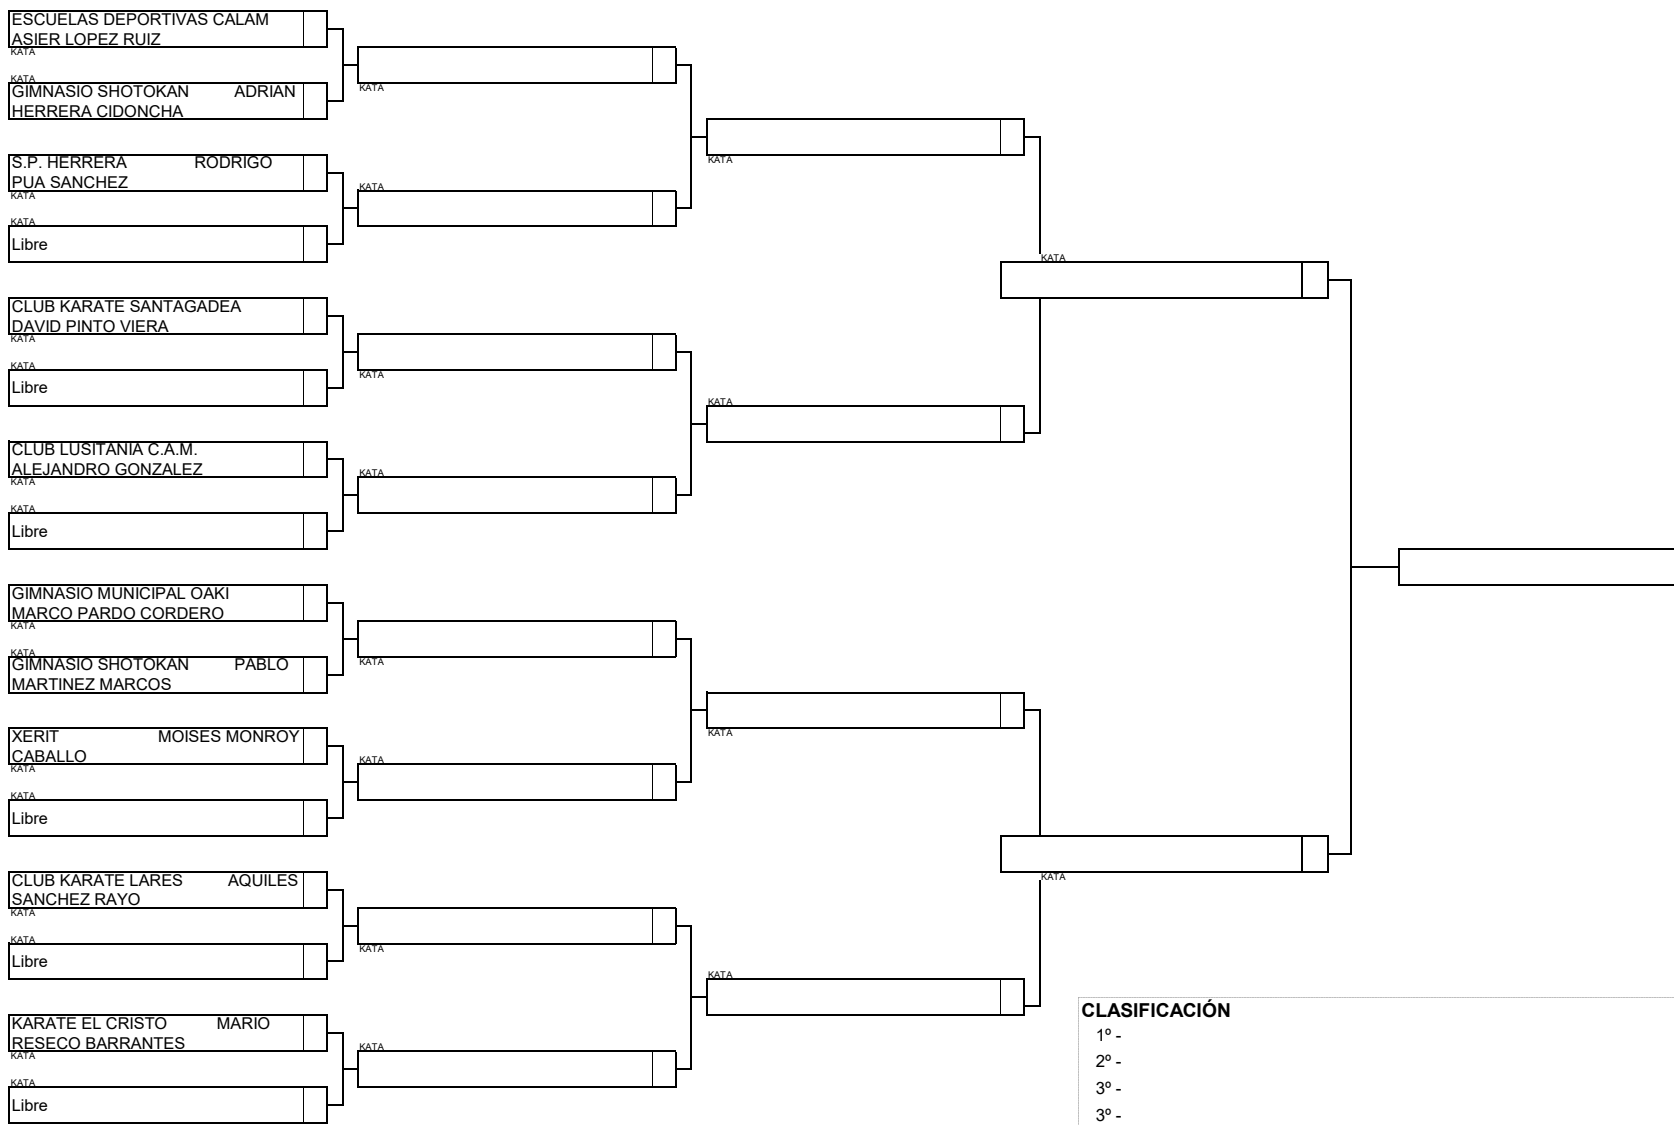 ESCUELAS DEPORTIVAS CALAM
ASIER LOPEZ RUIZ
KATA
KATA
GIMNASIO SHOTOKAN ADRIAN
HERRERA CIDONCHA
KATA
S.P. HERRERA RODRIGO
PUA SANCHEZ
KATA
KATA
Libre
KATA
KATA
CLUB KARATE SANTAGADEA
DAVID PINTO VIERA
KATA
KATA
Libre
KATA
CLUB LUSITANIA C.A.M.
ALEJANDRO GONZALEZ
KATA
KATA
Libre
KATA
KATA
KATA
GIMNASIO MUNICIPAL OAKI
MARCO PARDO CORDERO
KATA
KATA
GIMNASIO SHOTOKAN PABLO
MARTINEZ MARCOS
KATA
XERIT MOISES MONROY
CABALLO
KATA
KATA
Libre
KATA
KATA
CLUB KARATE LARES AQUILES
SANCHEZ RAYO
KATA
KATA
Libre
KATA
KARATE EL CRISTO MARIO
RESECO BARRANTES
KATA
KATA
Libre
KATA
KATA
KATA
CLASIFICACIÓN
1º -
2º -
3º -
3º -